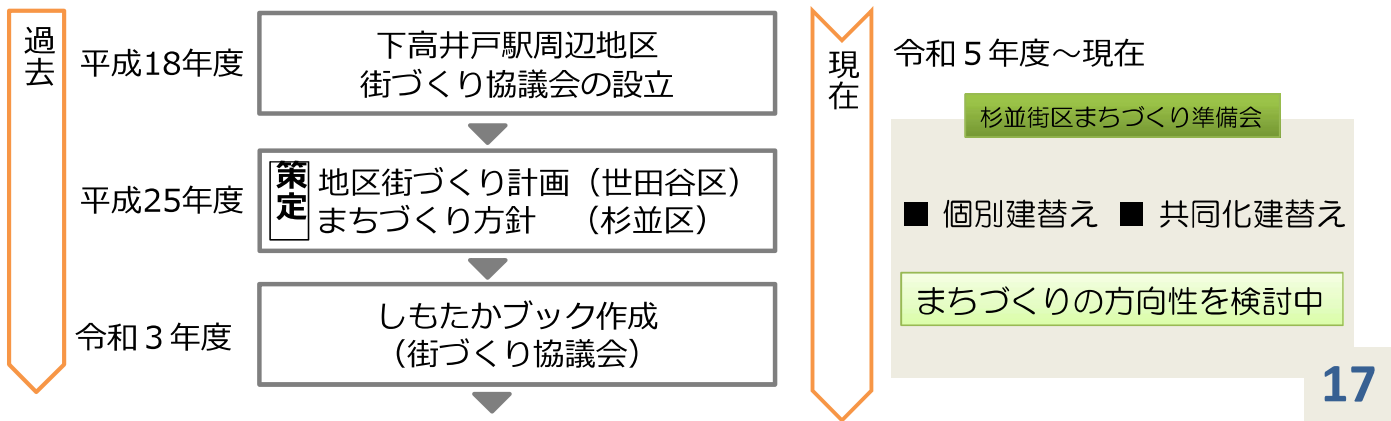 過去
平成18年度
下高井戸駅周辺地区
街づくり協議会の設立
平成25年度
策定
地区街づくり計画（世田谷区）
まちづくり方針　（杉並区）
令和３年度
しもたかブック作成
（街づくり協議会）
現在
令和５年度～現在
杉並街区まちづくり準備会
■ 個別建替え ■ 共同化建替え
まちづくりの方向性を検討中
17